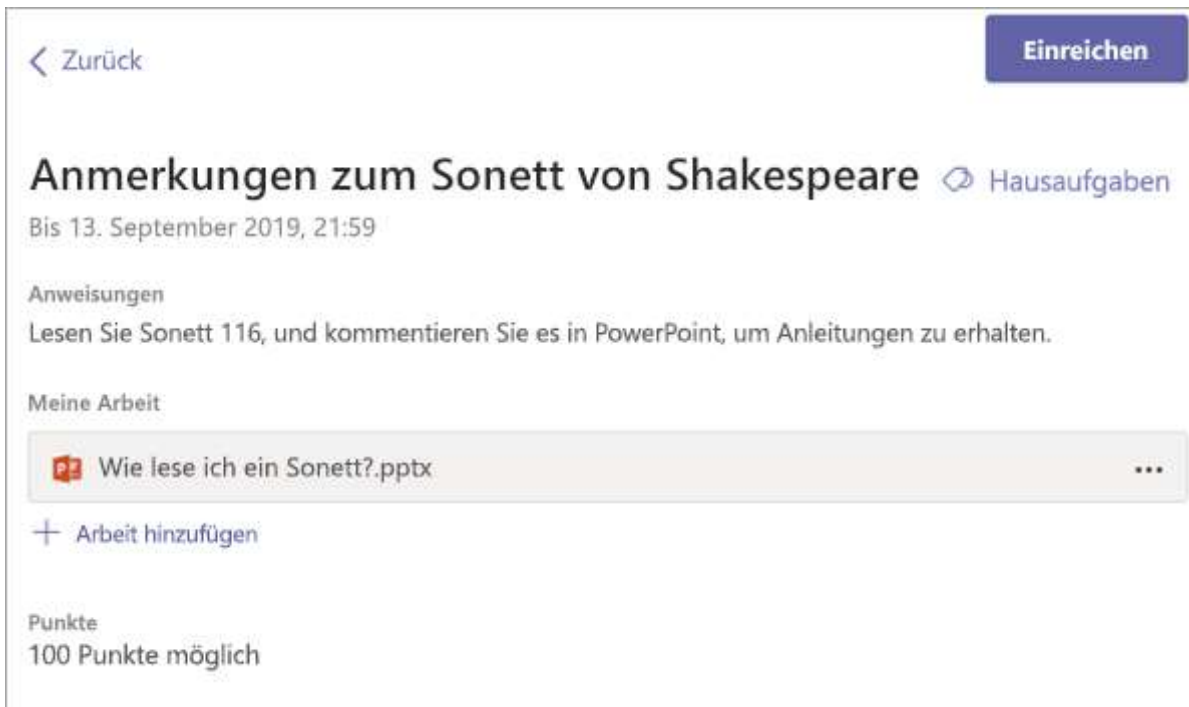 Zurück
Einreichen
Anmerkungen zum Sonett von Shakespeare Hausaufgaben
Bis 13. September 2019, 21:59
Anweisungen
Lesen Sie Sonett 116, und kommentieren Sie es in PowerPoint, um Anleitungen zu erhalten.
Meine Arbeit
Wie lese ich ein Sonett?.pptx
Arbeit hinzufügen
Punkte
100 Punkte möglich